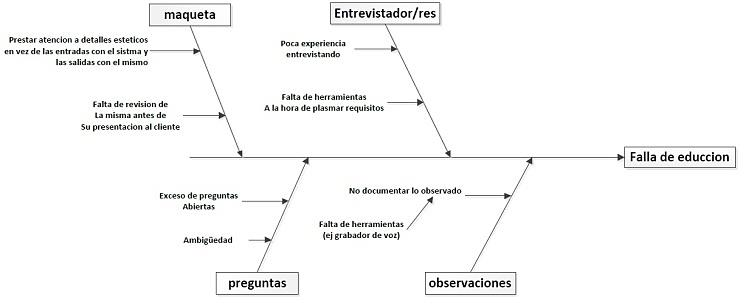 maqueta
Entrevistador/res
Prestar atencion a detalles esteticos
en vez de las entradas con el sistma y
las salidas con el mismo
Poca experiencia
entrevistando
Falta de revision de
La misma antes de
Su presentacion al cliente
Falta de herramientas
A la hora de plasmar requisitos
Falla de educcion
Exceso de preguntas
Abiertas
No documentar lo observado
Ambigüedad
Falta de herramientas
(ej grabador de voz)
preguntas
observaciones